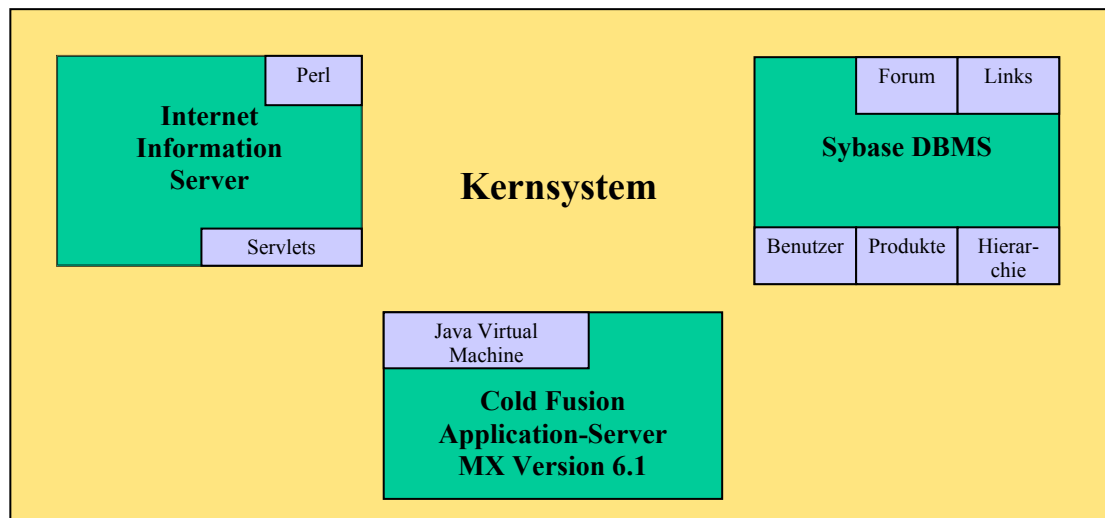 Perl
Internet
Information
Server
Servlets
Kernsystem
Forum
Links
Sybase DBMS
Benutzer
Produkte
Hierar-
chie
Java Virtual
Machine
Cold Fusion
Application-Server
MX Version 6.1